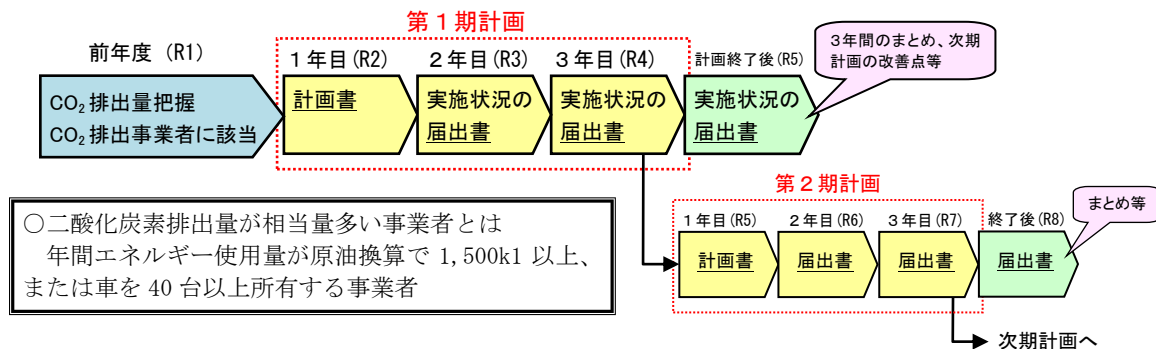 第１期計画
前年度 (R1)
CO₂排出量把握
CO₂排出事業者に該当
１年目(R2)
計画書
２年目(R3)
実施状況の
届出書
３年目(R4)
実施状況の
届出書
計画終了後(R5)
実施状況の
届出書
３年間のまとめ、次期
計画の改善点等
第２期計画
１年目(R5)
計画書
２年目(R6)
届出書
３年目(R7)
届出書
終了後(R8)
届出書
まとめ等
次期計画へ
○二酸化炭素排出量が相当量多い事業者とは
年間エネルギー使用量が原油換算で 1,500kl 以上、
または車を 40 台以上所有する事業者